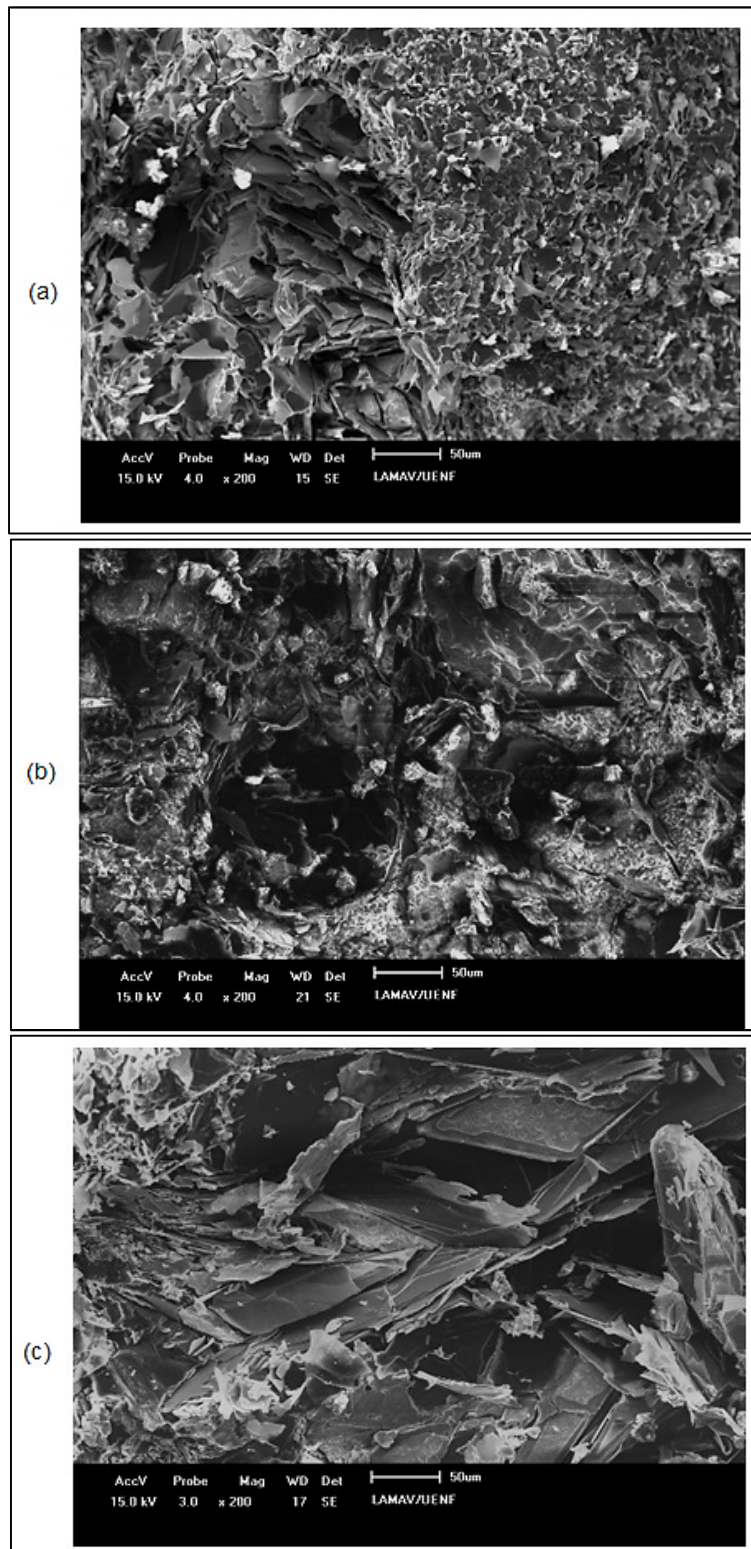 (a)
AccV Probe Mag WD Det 50um
15.0 kV 4.0 x 200 15 SE LAMAV/UENF
(b)
AccV Probe Mag WD Det 50um
15.0 kV 4.0 x 200 21 SE LAMAV/UENF
(c)
AccV Probe Mag WD Det 50um
15.0 kV 3.0 x 200 17 SE LAMAV/UENF